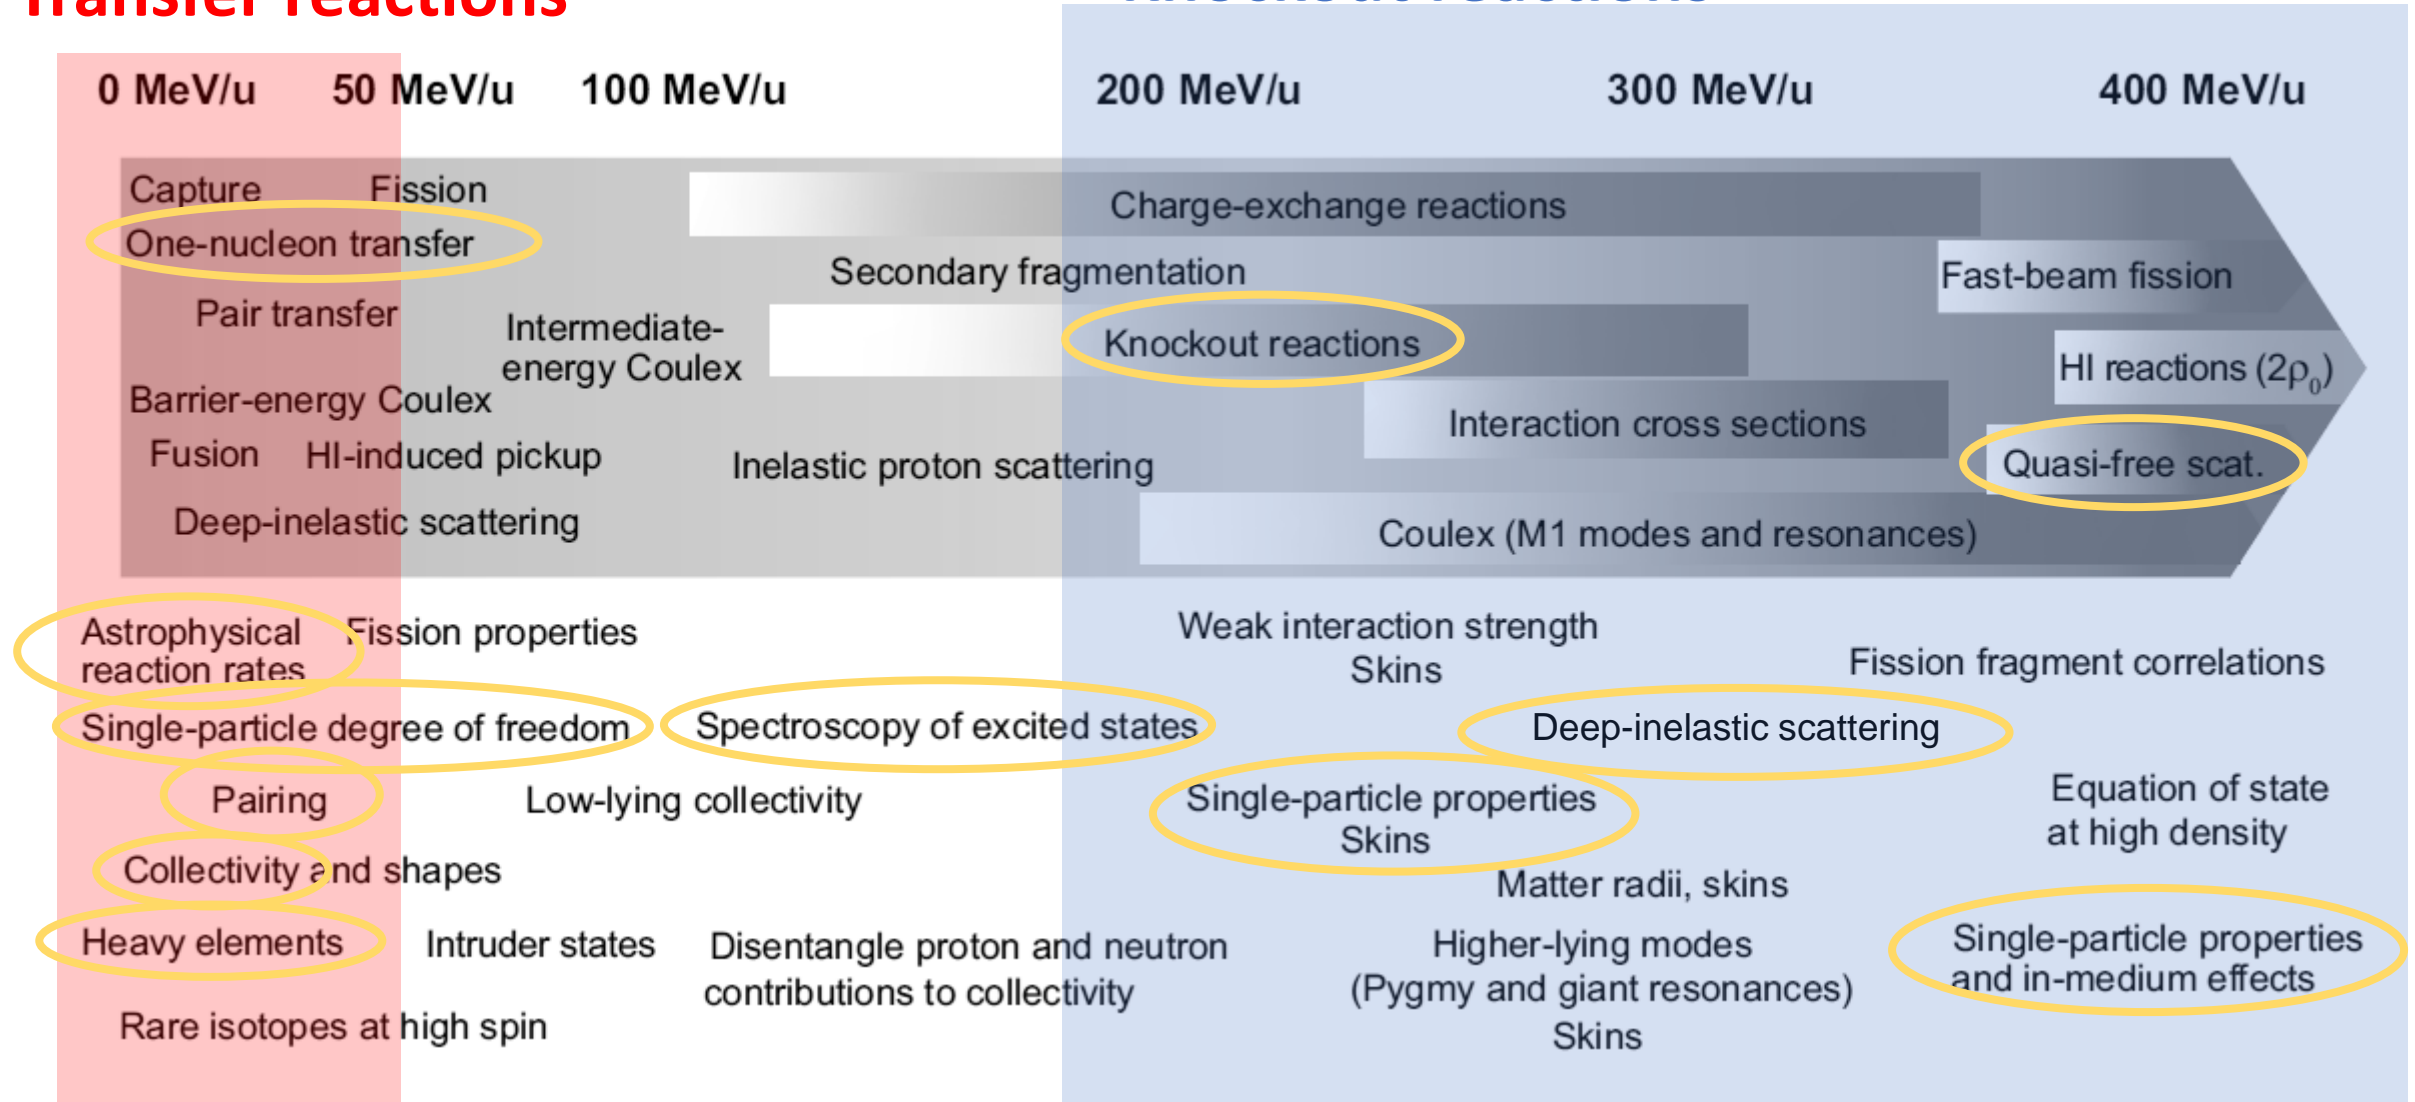 Transfer reactions
Knockout reactions
0 MeV/u 50 MeV/u 100 MeV/u 200 MeV/u 300 MeV/u 400 MeV/u
Capture Fission
One-nucleon transfer
Pair transfer
Intermediate-
energy Coulex
Barrier-energy Coulex
Fusion HI-induced pickup
Deep-inelastic scattering
Charge-exchange reactions
Secondary fragmentation
Knockout reactions
Inelastic proton scattering
Interaction cross sections
Coulex (M1 modes and resonances)
Fast-beam fission
HI reactions (2ρ₀)
Quasi-free scat.
Astrophysical
reaction rates
Fission properties
Single-particle degree of freedom
Pairing
Collectivity and shapes
Heavy elements
Intruder states
Rare isotopes at high spin
Spectroscopy of excited states
Low-lying collectivity
Disentangle proton and neutron
contributions to collectivity
Weak interaction strength
Skins
Deep-inelastic scattering
Single-particle properties
Skins
Matter radii, skins
Higher-lying modes
(Pygmy and giant resonances)
Skins
Fission fragment correlations
Equation of state
at high density
Single-particle properties
and in-medium effects